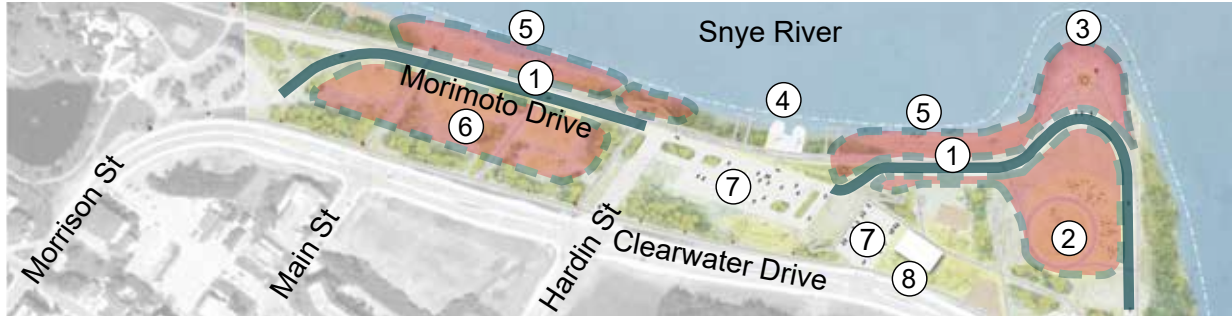 5
Snye River
3
1
Morimoto Drive
4
5
6
1
7
Morrison St
Main St
Hardin St
Clearwater Drive
7
2
8